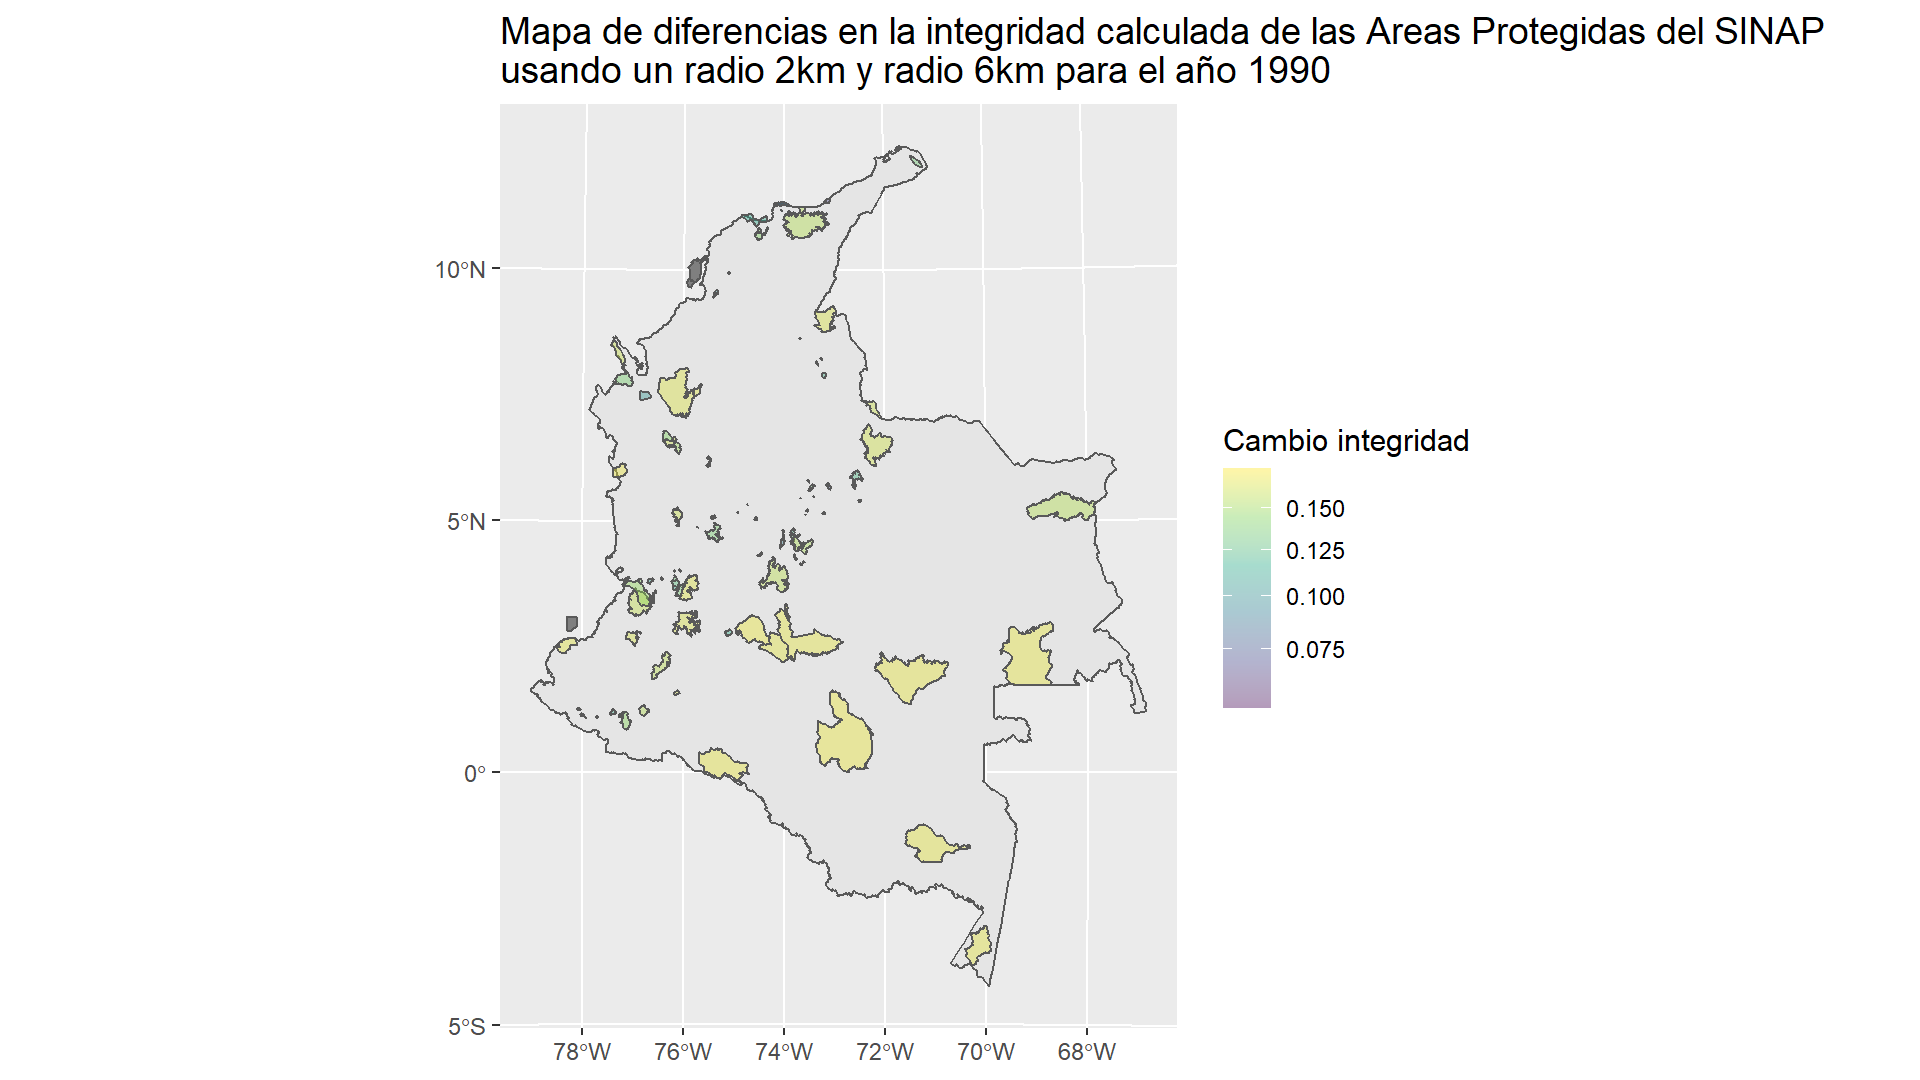 Mapa de diferencias en la integridad calculada de las Areas Protegidas del SINAP
usando un radio 2km y radio 6km para el año 1990
10°N
5°N
0°
5°S
78°W 76°W 74°W 72°W 70°W 68°W
Cambio integridad
0.150
0.125
0.100
0.075